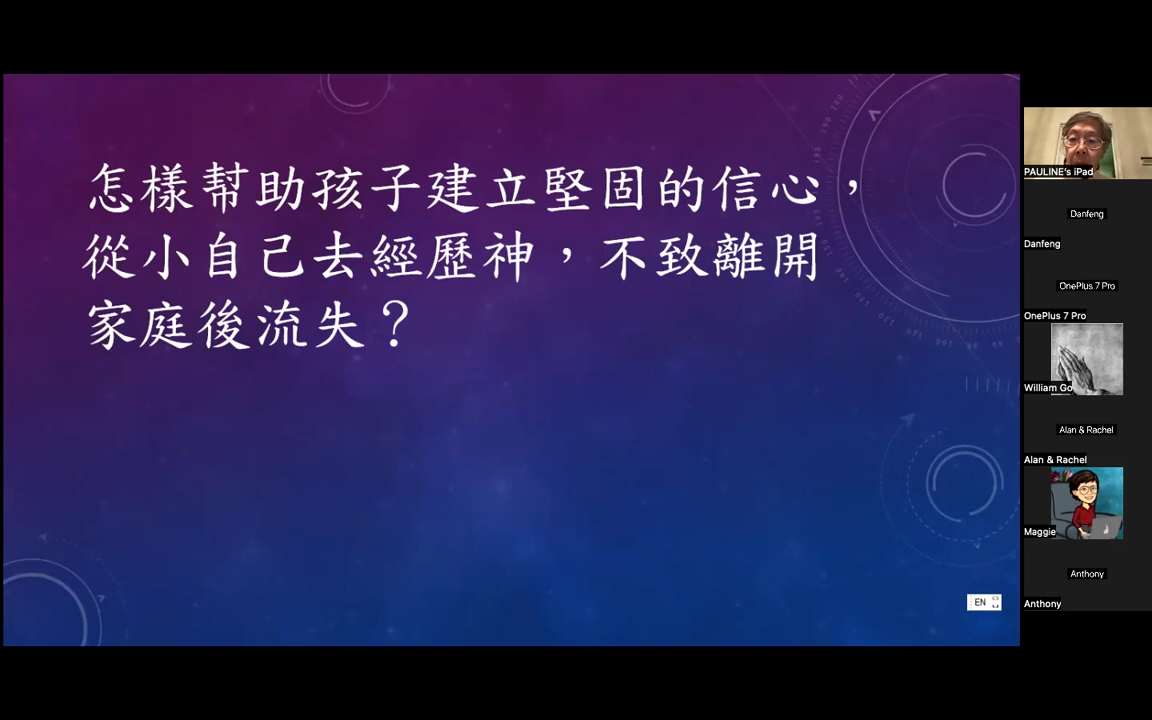 怎樣幫助孩子建立堅固的信心，
從小自己去經歷神，不致離開
家庭後流失？
EN
PAULINE's iPad
Danfeng
Danfeng
OnePlus 7 Pro
OnePlus 7 Pro
William Go
Alan & Rachel
Alan & Rachel
Maggie
Anthony
Anthony